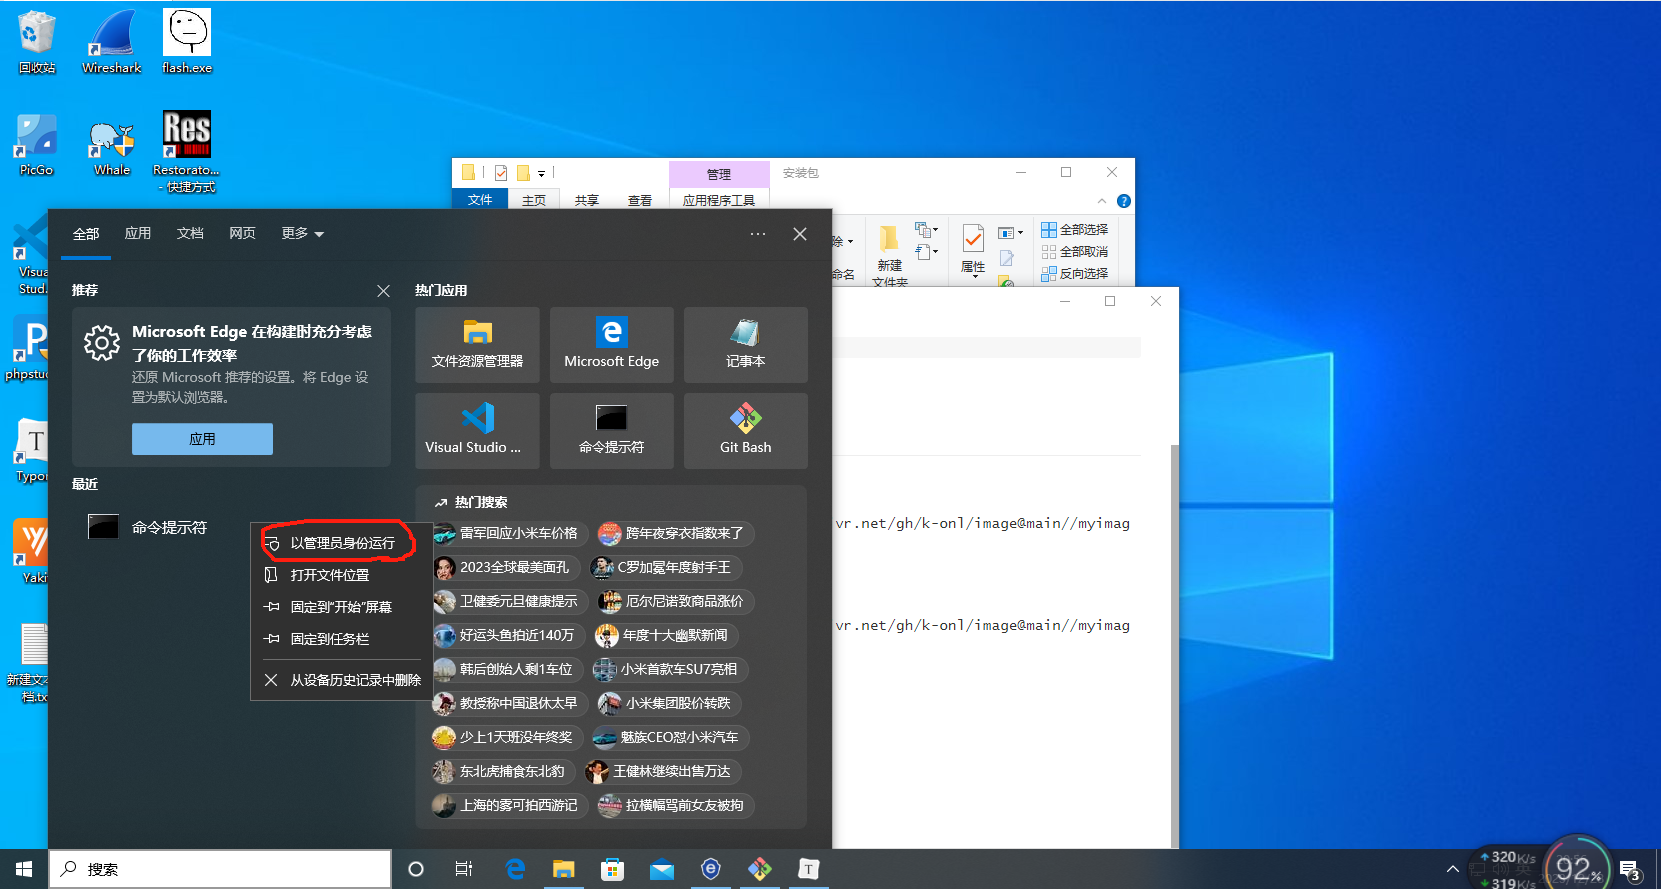 回收站
Wireshark
flash.exe
PicGo
Whale
Restorato...
- 快捷方式
Visua
Stud.
phpstu
Typor
Yaki
新建文本
档.tx
管理
安装包
文件
主页
共享
查看
应用程序工具
新建
文件夹
属性
全部选择
全部取消
反向选择
命名
全部
应用
文档
网页
更多
推荐
Microsoft Edge 在构建时充分考虑
了你的工作效率
还原 Microsoft 推荐的设置。将 Edge 设
置为默认浏览器。
应用
最近
命令提示符
以管理员身份运行
打开文件位置
固定到“开始”屏幕
固定到任务栏
从设备历史记录中删除
热门应用
文件资源管理器
Microsoft Edge
记事本
Visual Studio ...
命令提示符
Git Bash
热门搜索
雷军回应小米车价格
跨年夜穿衣指数来了
2023全球最美面孔
C罗加冕年度射手王
卫健委元旦健康提示
厄尔尼诺致商品涨价
好运头鱼拍近140万
年度十大幽默新闻
韩后创始人剩1车位
小米首款车SU7亮相
教授称中国退休太早
小米集团股价转跌
少上1天班没年终奖
魅族CEO怼小米汽车
东北虎捕食东北豹
王健林继续出售万达
上海的雾可拍西游记
拉横幅骂前女友被拘
vr.net/gh/k-onl/image@main//myimag
vr.net/gh/k-onl/image@main//myimag
搜索
320K/s
319K/s
92%
3